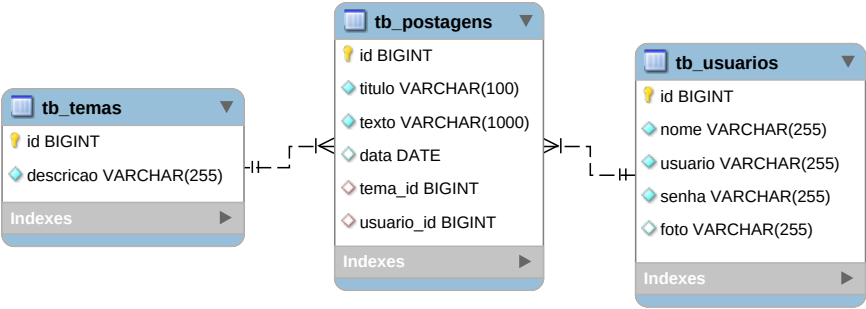 tb_temas
id BIGINT
descricao VARCHAR(255)
Indexes
tb_postagens
id BIGINT
titulo VARCHAR(100)
texto VARCHAR(1000)
data DATE
tema_id BIGINT
usuario_id BIGINT
Indexes
tb_usuarios
id BIGINT
nome VARCHAR(255)
usuario VARCHAR(255)
senha VARCHAR(255)
foto VARCHAR(255)
Indexes